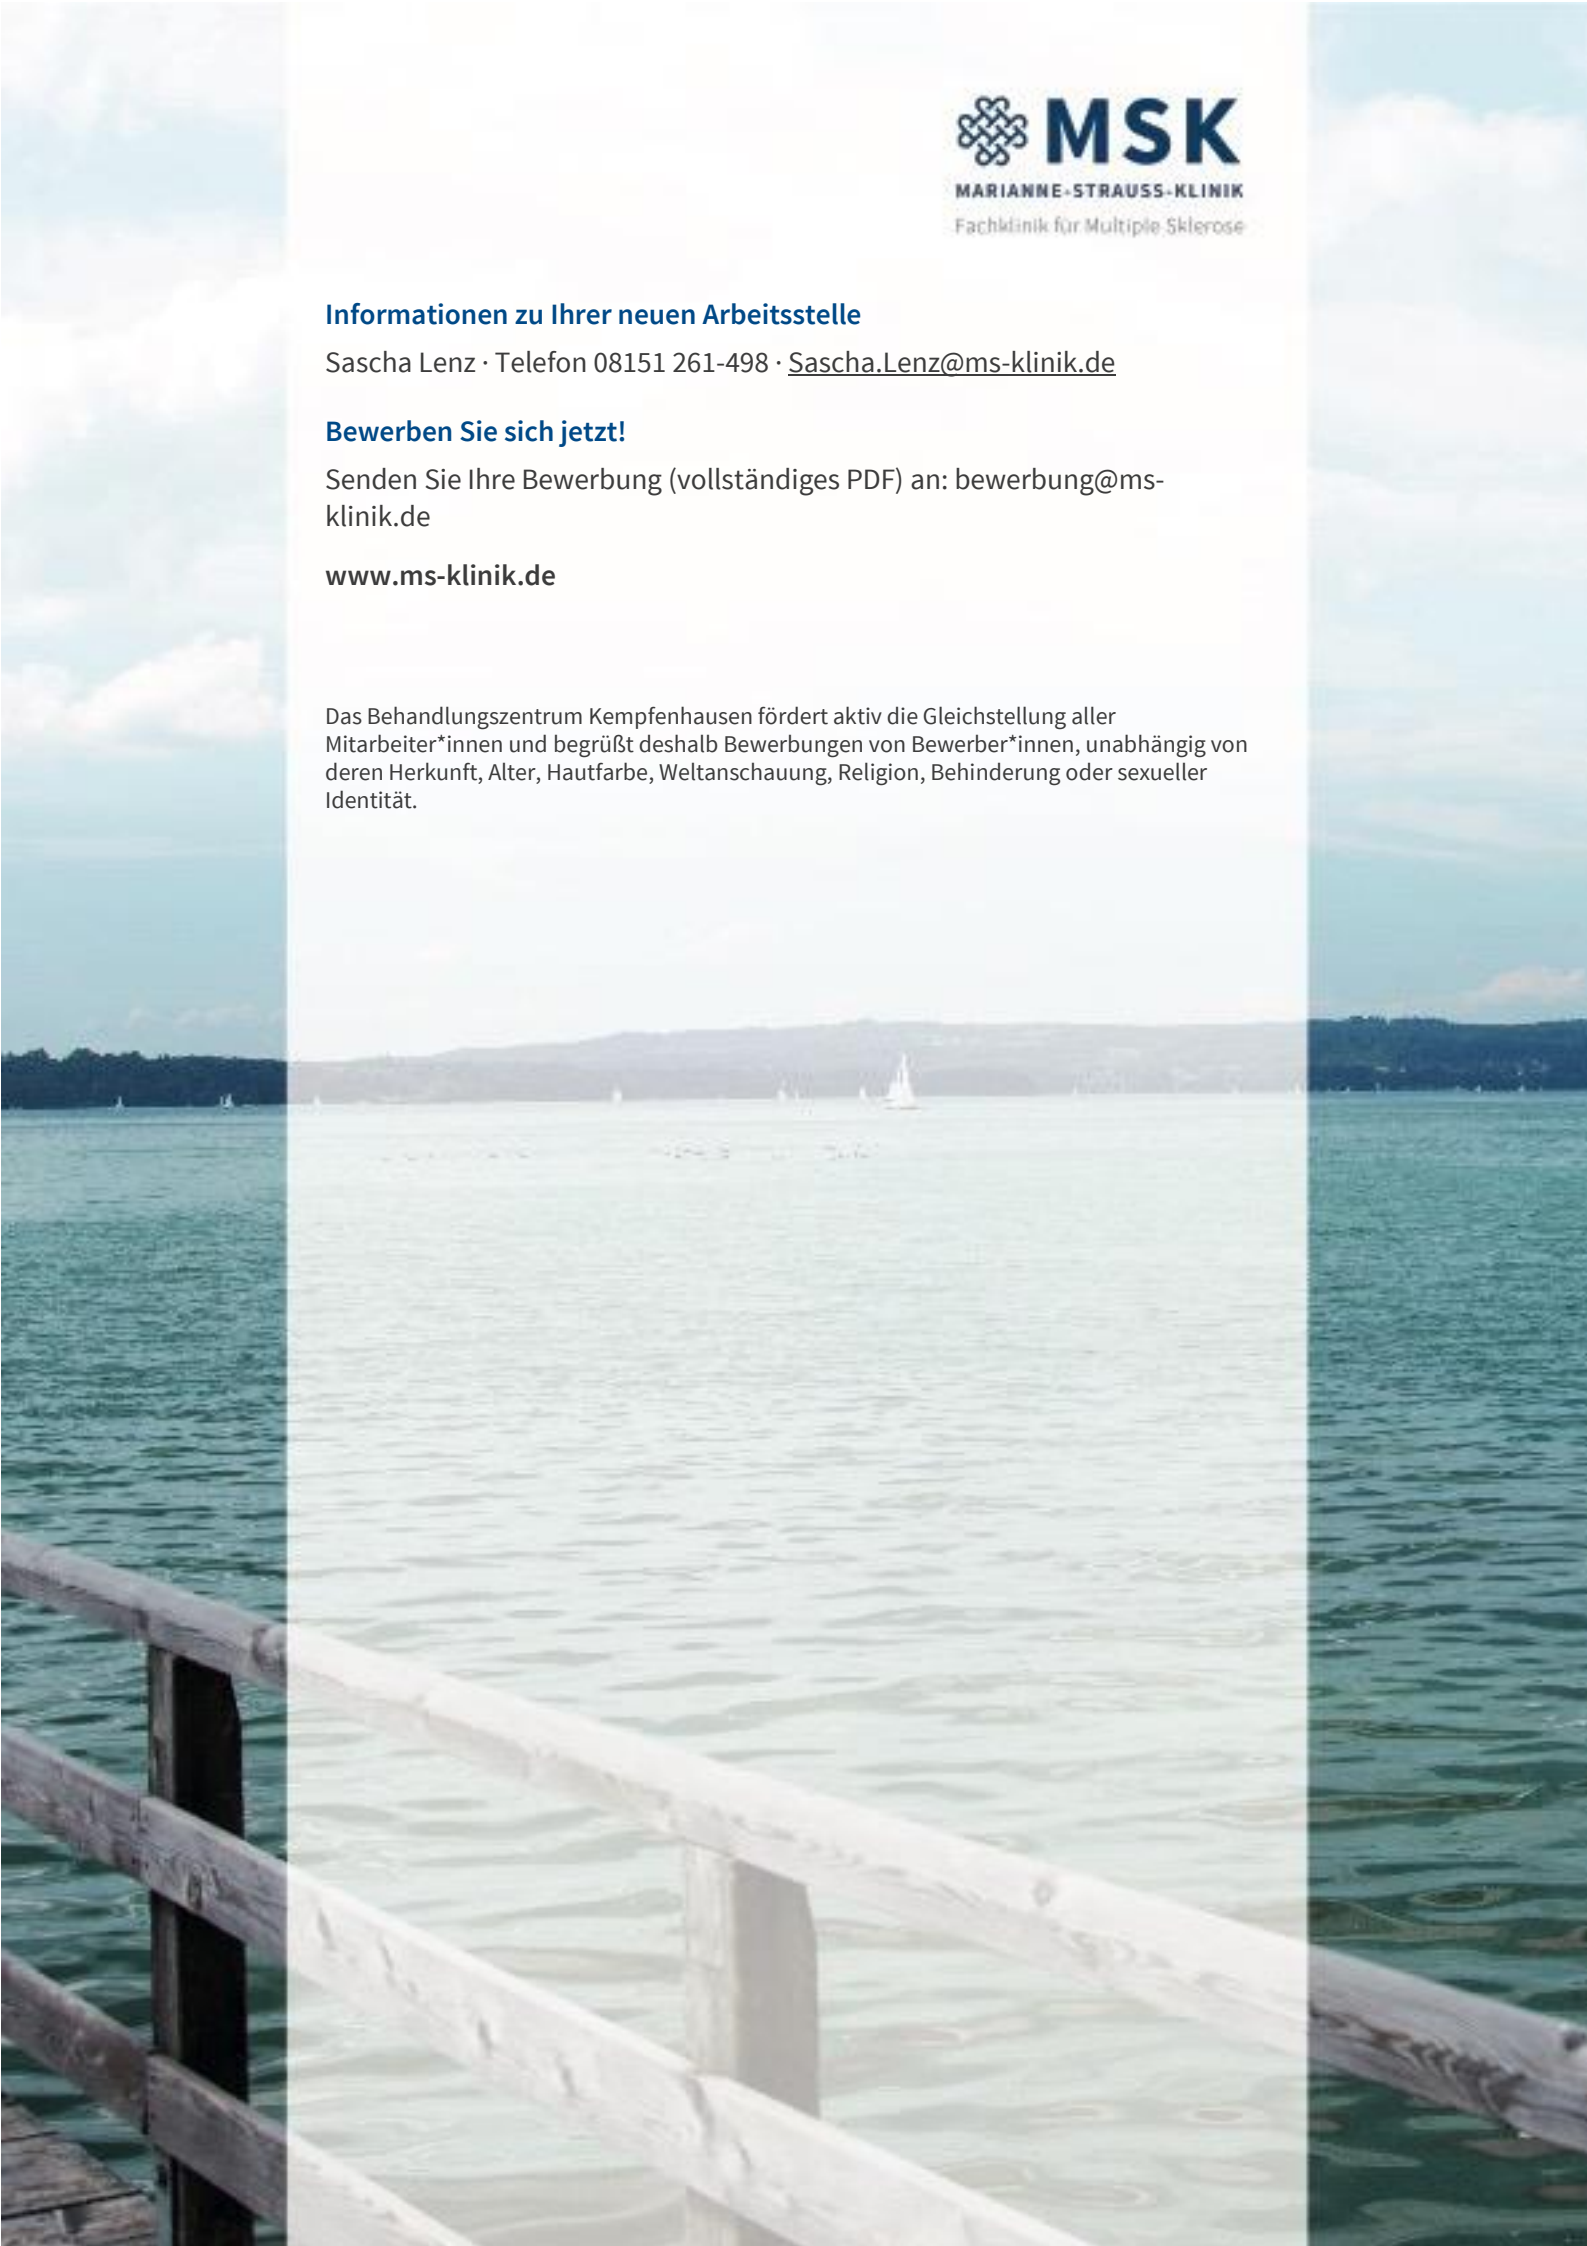 MSK
MARIANNE-STRAUSS-KLINIK
Fachklinik für Multiple Sklerose
Informationen zu Ihrer neuen Arbeitsstelle
Sascha Lenz · Telefon 08151 261-498 · Sascha.Lenz@ms-klinik.de
Bewerben Sie sich jetzt!
Senden Sie Ihre Bewerbung (vollständiges PDF) an: bewerbung@ms-
klinik.de
www.ms-klinik.de
Das Behandlungszentrum Kempfenhausen fördert aktiv die Gleichstellung aller
Mitarbeiter*innen und begrüßt deshalb Bewerbungen von Bewerber*innen, unabhängig von
deren Herkunft, Alter, Hautfarbe, Weltanschauung, Religion, Behinderung oder sexueller
Identität.